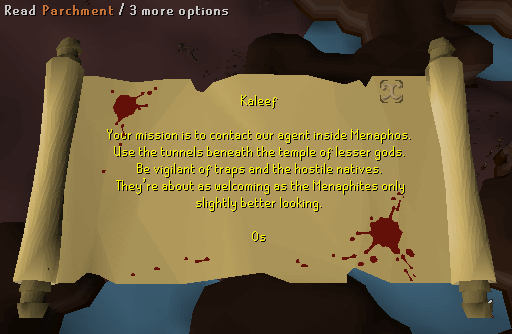 Read Parchment / 3 more options
Kaleef
Your mission is to contact our agent inside Menaphos.
Use the tunnels beneath the temple of lesser gods.
Be vigilant of traps and the hostile natives.
They're about as welcoming as the Menaphites only
slightly better looking.
Os